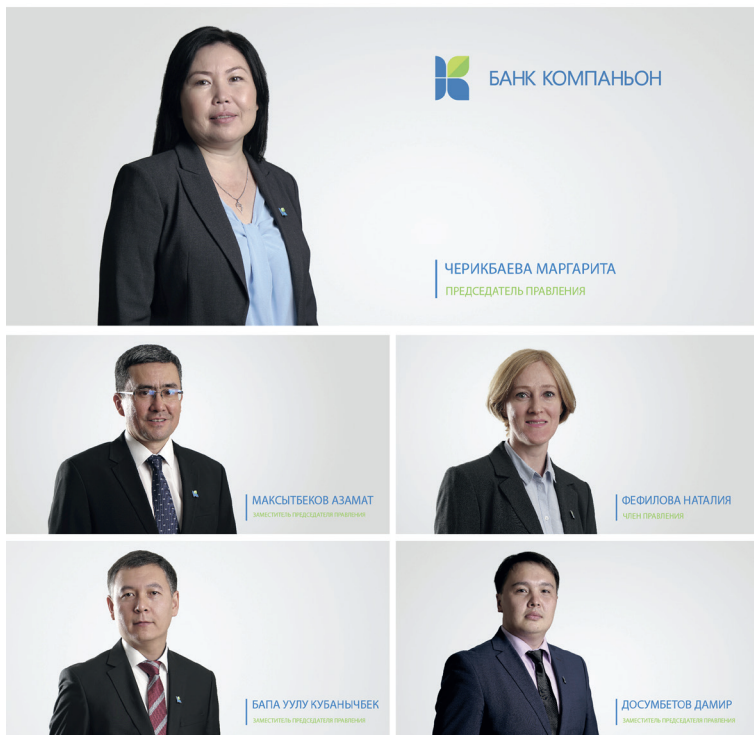 БАНК КОМПАНЬОН
ЧЕРИКБАЕВА МАРГАРИТА
ПРЕДСЕДАТЕЛЬ ПРАВЛЕНИЯ
МАКСЫТБЕКОВ АЗАМАТ
ЗАМЕСТИТЕЛЬ ПРЕДСЕДАТЕЛЯ ПРАВЛЕНИЯ
ФЕФИЛОВА НАТАЛИЯ
ЧЛЕН ПРАВЛЕНИЯ
БАПА УУЛУ КУБАНЫЧБЕК
ЗАМЕСТИТЕЛЬ ПРЕДСЕДАТЕЛЯ ПРАВЛЕНИЯ
ДОСУМБЕТОВ ДАМИР
ЗАМЕСТИТЕЛЬ ПРЕДСЕДАТЕЛЯ ПРАВЛЕНИЯ